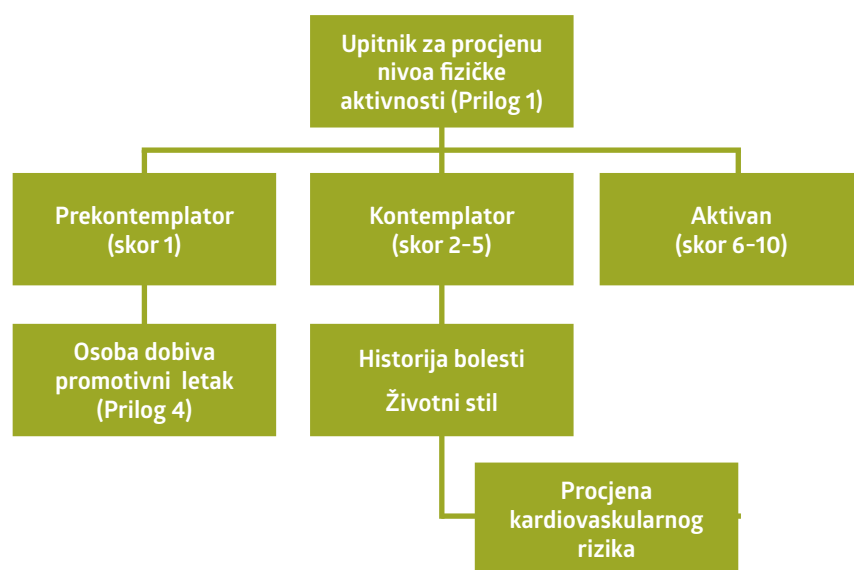 Upitnik za procjenu
nivoa fizičke
aktivnosti (Prilog 1)
Prekontemplator
(skor 1)
Kontemplator
(skor 2-5)
Aktivan
(skor 6-10)
Osoba dobiva
promotivni letak
(Prilog 4)
Historija bolesti
Životni stil
Procjena
kardiovaskularnog
rizika